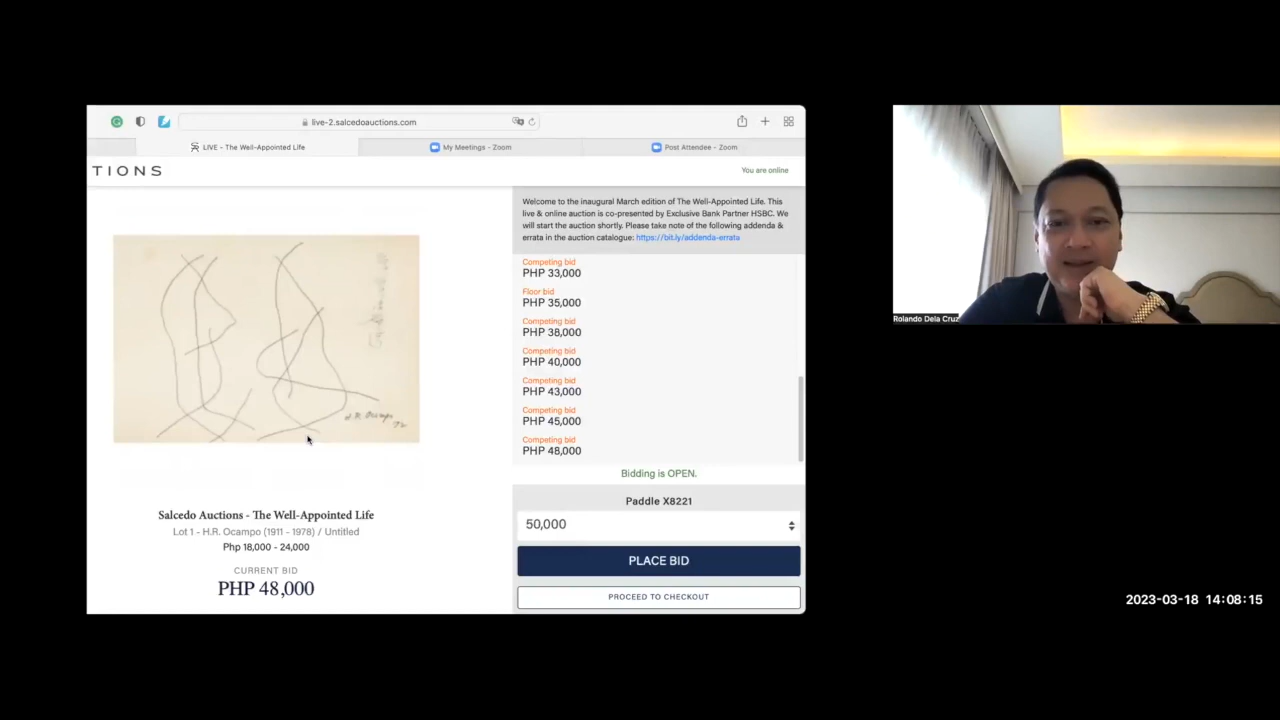 live-2.salcedoauctions.com
LIVE - The Well-Appointed Life
My Meetings - Zoom
Post Attendee - Zoom
TIONS
You are online
Welcome to the inaugural March edition of The Well-Appointed Life. This
live & online auction is co-presented by Exclusive Bank Partner HSBC. We
will start the auction shortly. Please take note of the following addenda &
errata in the auction catalogue: https://bit.ly/addenda-errata
Competing bid
PHP 33,000
Floor bid
PHP 35,000
Competing bid
PHP 38,000
Competing bid
PHP 40,000
Competing bid
PHP 43,000
Competing bid
PHP 45,000
Competing bid
PHP 48,000
Bidding is OPEN.
Paddle X8221
50,000
PLACE BID
PROCEED TO CHECKOUT
H.R. Ocampo
Salcedo Auctions - The Well-Appointed Life
Lot 1 - H.R. Ocampo (1911 - 1978) / Untitled
Php 18,000 - 24,000
CURRENT BID
PHP 48,000
Rolando Dela Cruz
2023-03-18 14:08:15